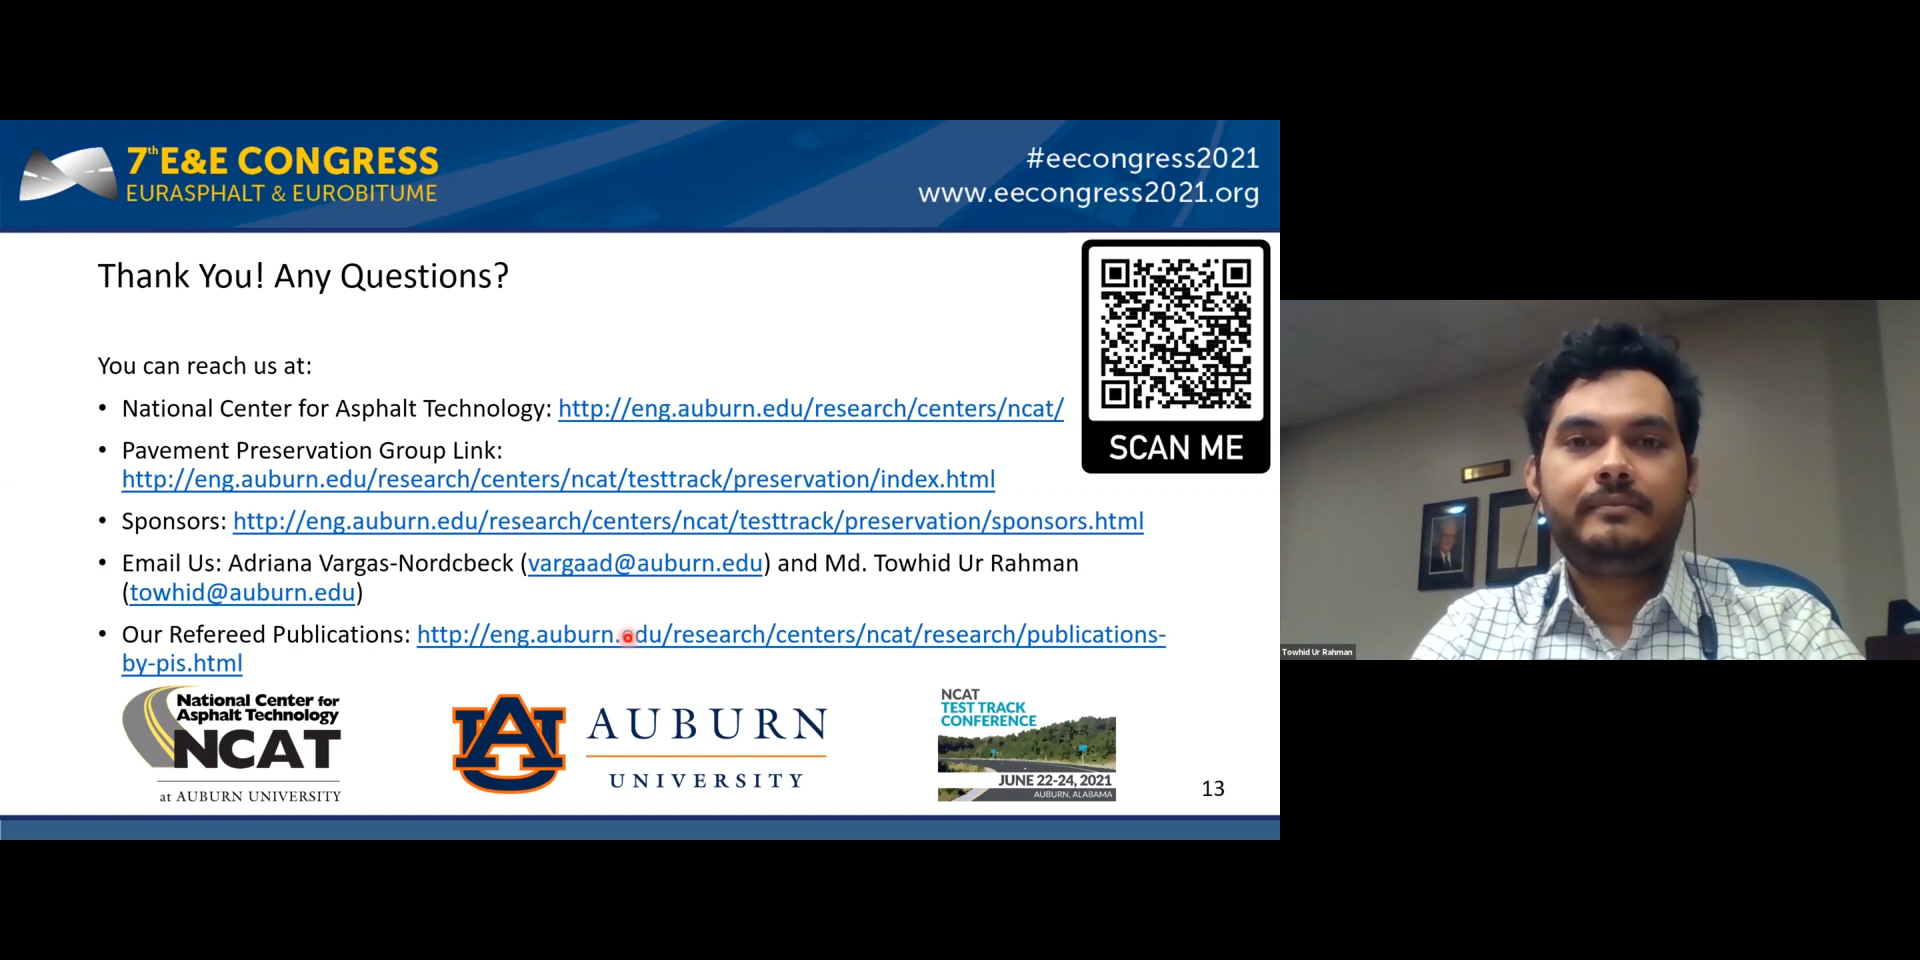 7th E&E CONGRESS
EURASPHALT & EUROBITUME
#eecongress2021
www.eecongress2021.org
Thank You! Any Questions?
SCAN ME
You can reach us at:
• National Center for Asphalt Technology: http://eng.auburn.edu/research/centers/ncat/
• Pavement Preservation Group Link:
http://eng.auburn.edu/research/centers/ncat/testtrack/preservation/index.html
• Sponsors: http://eng.auburn.edu/research/centers/ncat/testtrack/preservation/sponsors.html
• Email Us: Adriana Vargas-Nordcbeck (vargaad@auburn.edu) and Md. Towhid Ur Rahman
(towhid@auburn.edu)
• Our Refereed Publications: http://eng.auburn.edu/research/centers/ncat/research/publications-
by-pis.html
National Center for
Asphalt Technology
NCAT
at AUBURN UNIVERSITY
AU
AUBURN
UNIVERSITY
NCAT
TEST TRACK
CONFERENCE
JUNE 22-24, 2021
AUBURN, ALABAMA
13
Towhid Ur Rahman